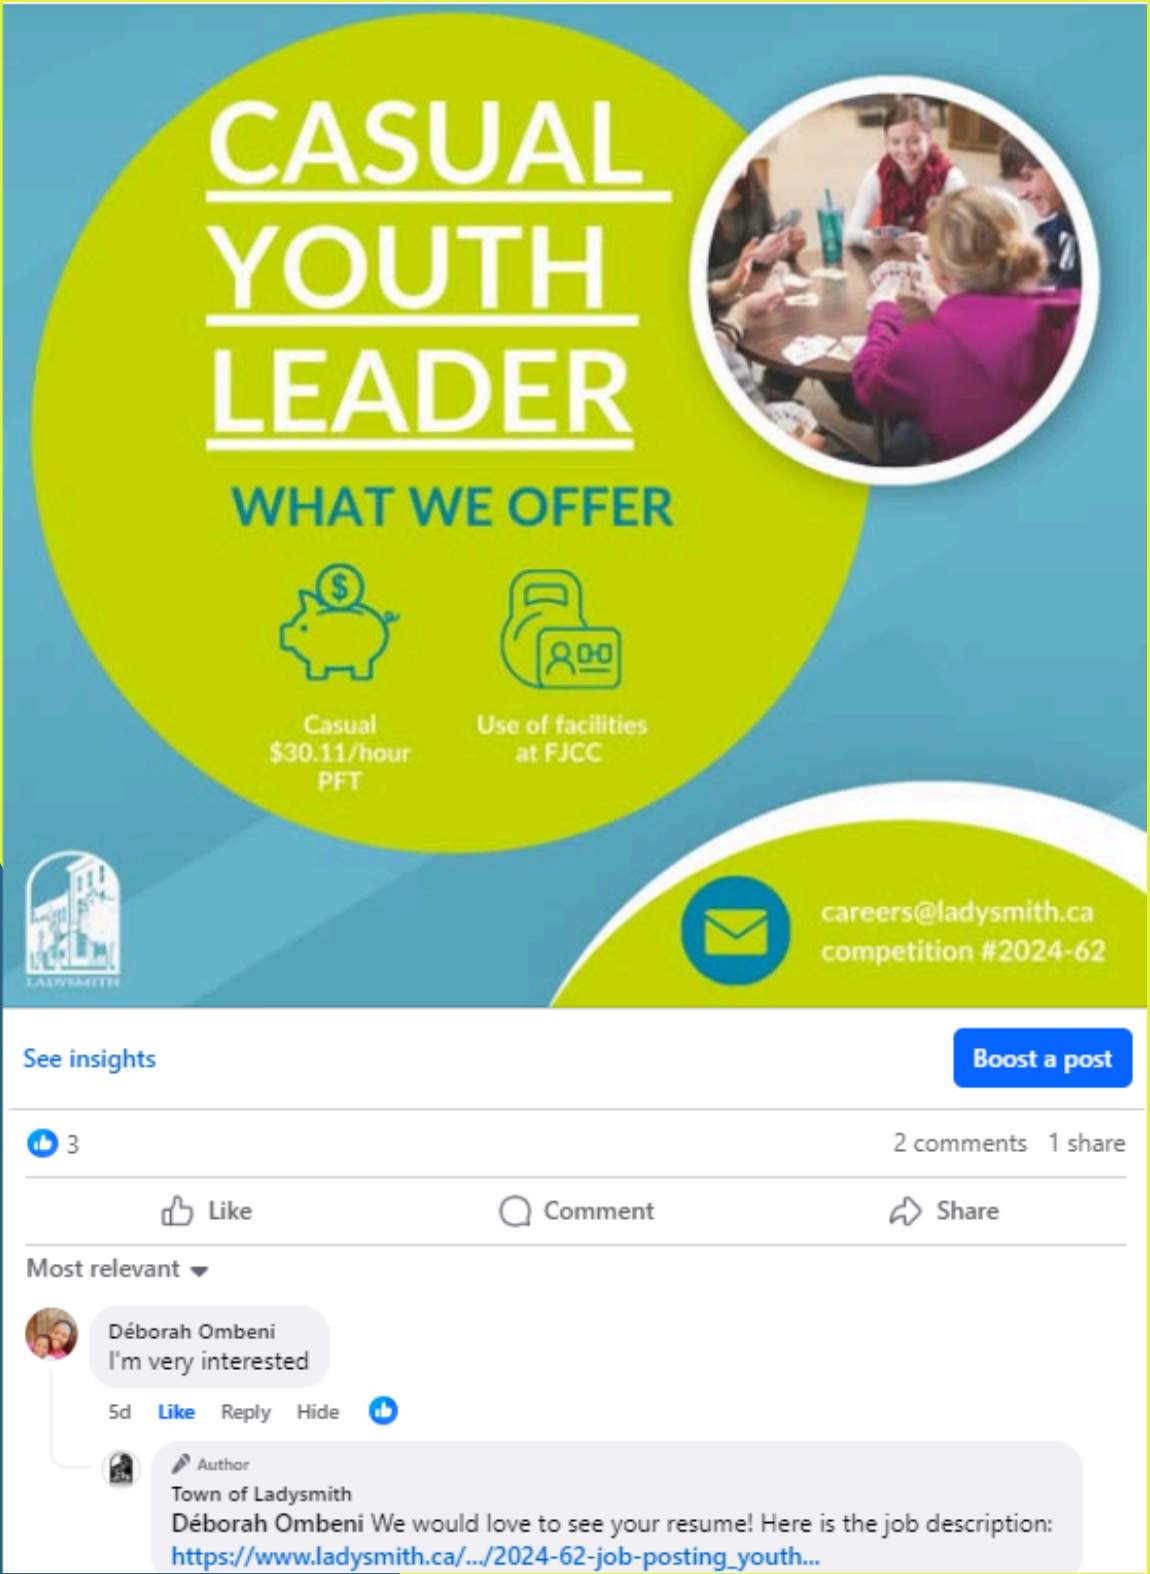 CASUAL
YOUTH
LEADER
WHAT WE OFFER
$
Casual
$30.11/hour
PFT
Use of facilities
at FJCC
LADYSMITH
careers@ladysmith.ca
competition #2024-62
See insights
Boost a post
3
2 comments 1 share
Like
Comment
Share
Most relevant
Déborah Ombeni
I'm very interested
5d Like Reply Hide
Author
Town of Ladysmith
Déborah Ombeni We would love to see your resume! Here is the job description:
https://www.ladysmith.ca/.../2024-62-job-posting_youth...